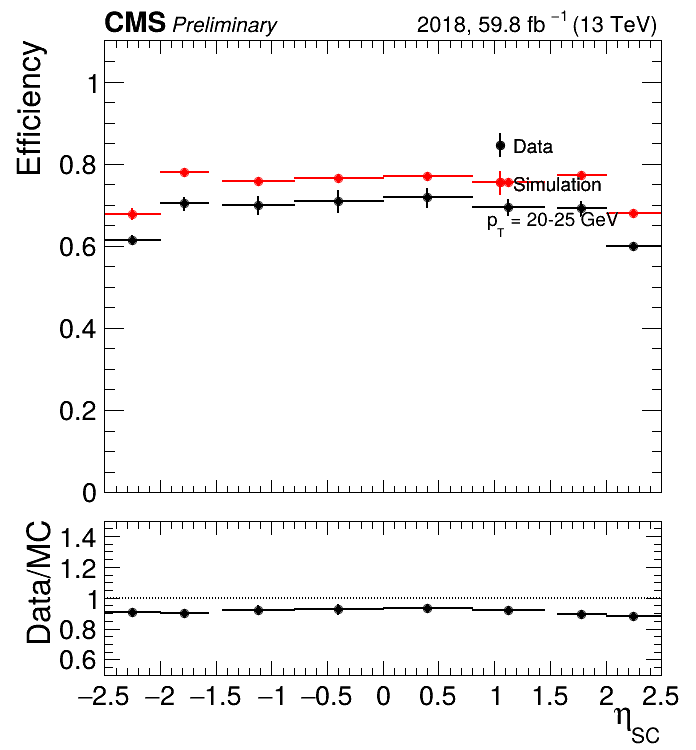 CMS Preliminary 2018, 59.8 fb⁻¹ (13 TeV)
Efficiency
1
0.8
0.6
0.4
0.2
0
Data
Simulation
p_T = 20-25 GeV
Data/MC
1.4
1.2
1
0.8
0.6
−2.5 −2 −1.5 −1 −0.5 0 0.5 1 1.5 2 2.5
η_SC